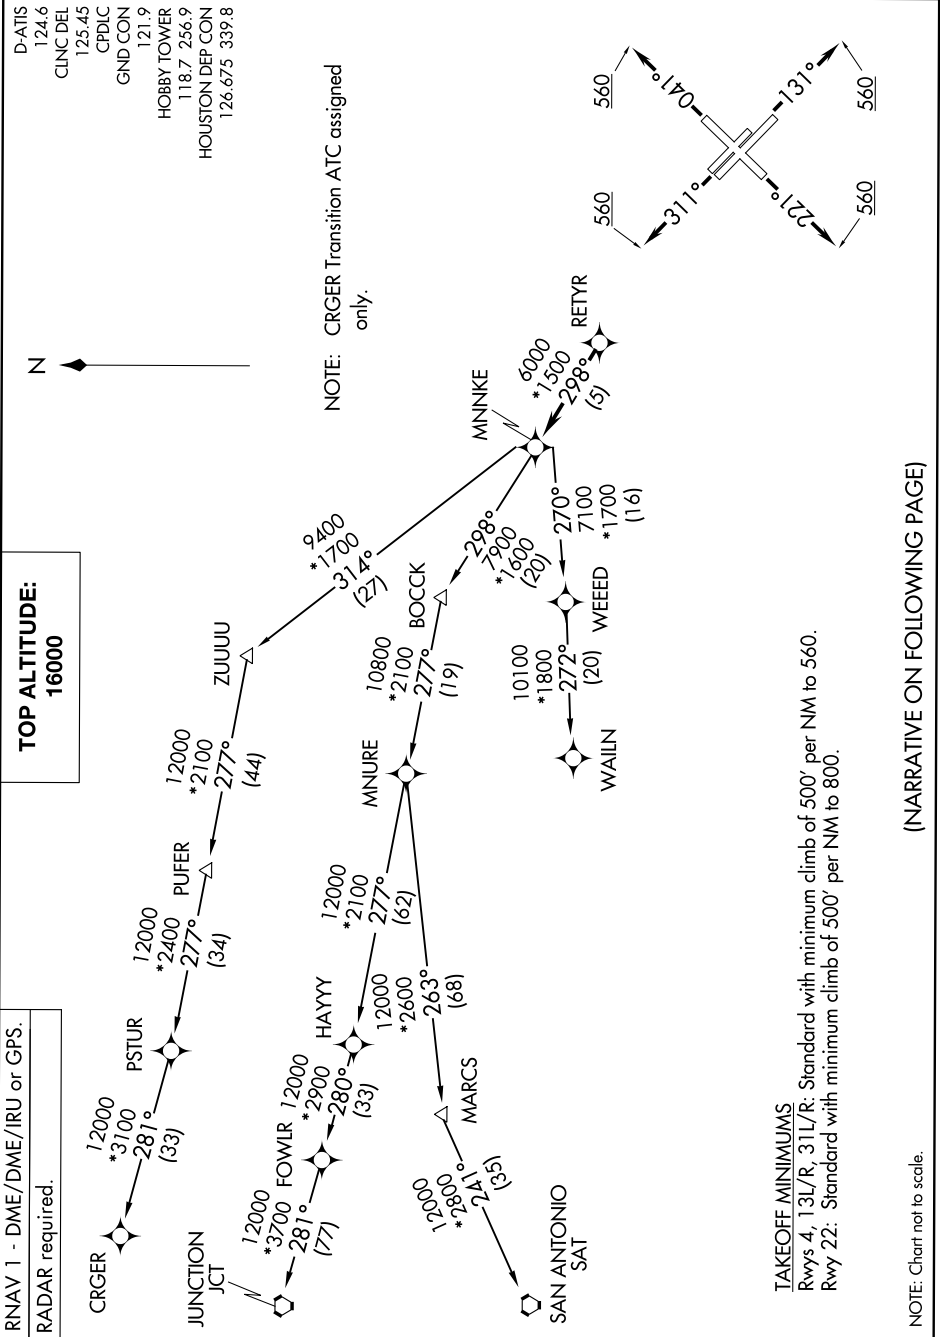 RNAV 1 - DME/DME/IRU or GPS.
RADAR required.
TOP ALTITUDE:
16000
D-ATIS
124.6
CLNC DEL
125.45
CPDLC
GND CON
121.9
HOBBY TOWER
118.7 256.9
HOUSTON DEP CON
126.675 339.8
N
NOTE: CRGER Transition ATC assigned
only.
560
041°
560
131°
560
311°
560
221°
RETYR
6000
*1500
298°
(5)
MNNKE
9400
*1700
314°
(27)
ZUUUU
12000
*2100
277°
(44)
PUFER
12000
*2400
277°
(34)
PSTUR
12000
*3100
281°
(33)
CRGER
298°
7900
*1600
(20)
BOCCK
10800
*2100
277°
(19)
MNURE
12000
*2100
277°
(62)
HAYYY
12000
*2900
280°
(33)
FOWLR
12000
*3700
281°
(77)
JUNCTION
JCT
12000
*2600
263°
(68)
MARCS
12000
*2800
241°
(35)
SAN ANTONIO
SAT
270°
7100
*1700
(16)
WEEED
10100
*1800
272°
(20)
WAILN
TAKEOFF MINIMUMS
Rwys 4, 13L/R, 31L/R: Standard with minimum climb of 500' per NM to 560.
Rwy 22: Standard with minimum climb of 500' per NM to 800.
(NARRATIVE ON FOLLOWING PAGE)
NOTE: Chart not to scale.